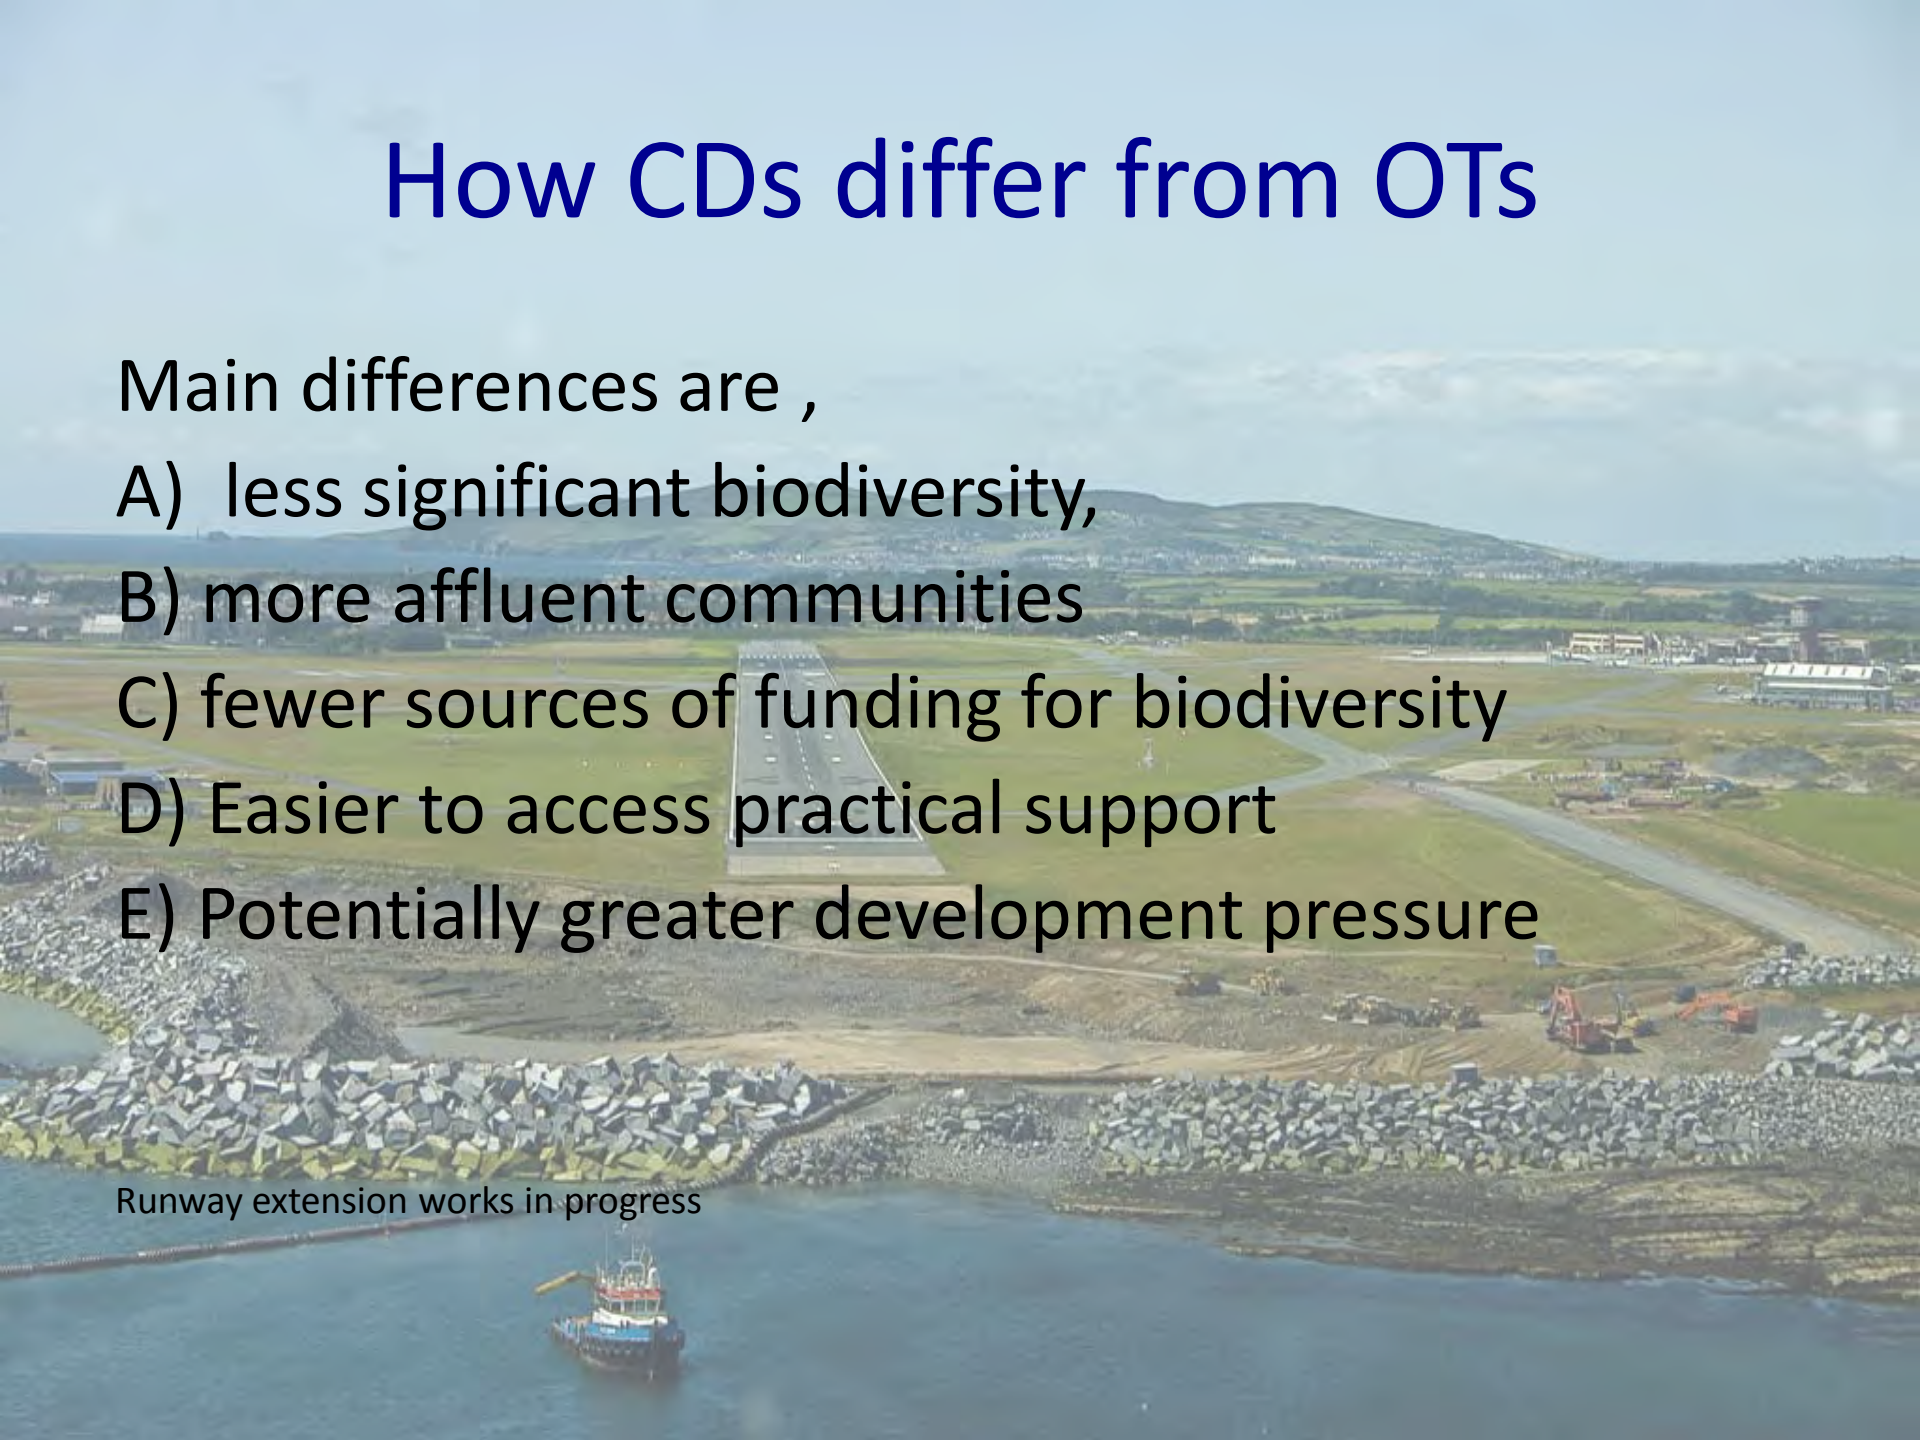 How CDs differ from OTs
Main differences are ,
A) less significant biodiversity,
B) more affluent communities
C) fewer sources of funding for biodiversity
D) Easier to access practical support
E) Potentially greater development pressure
Runway extension works in progress